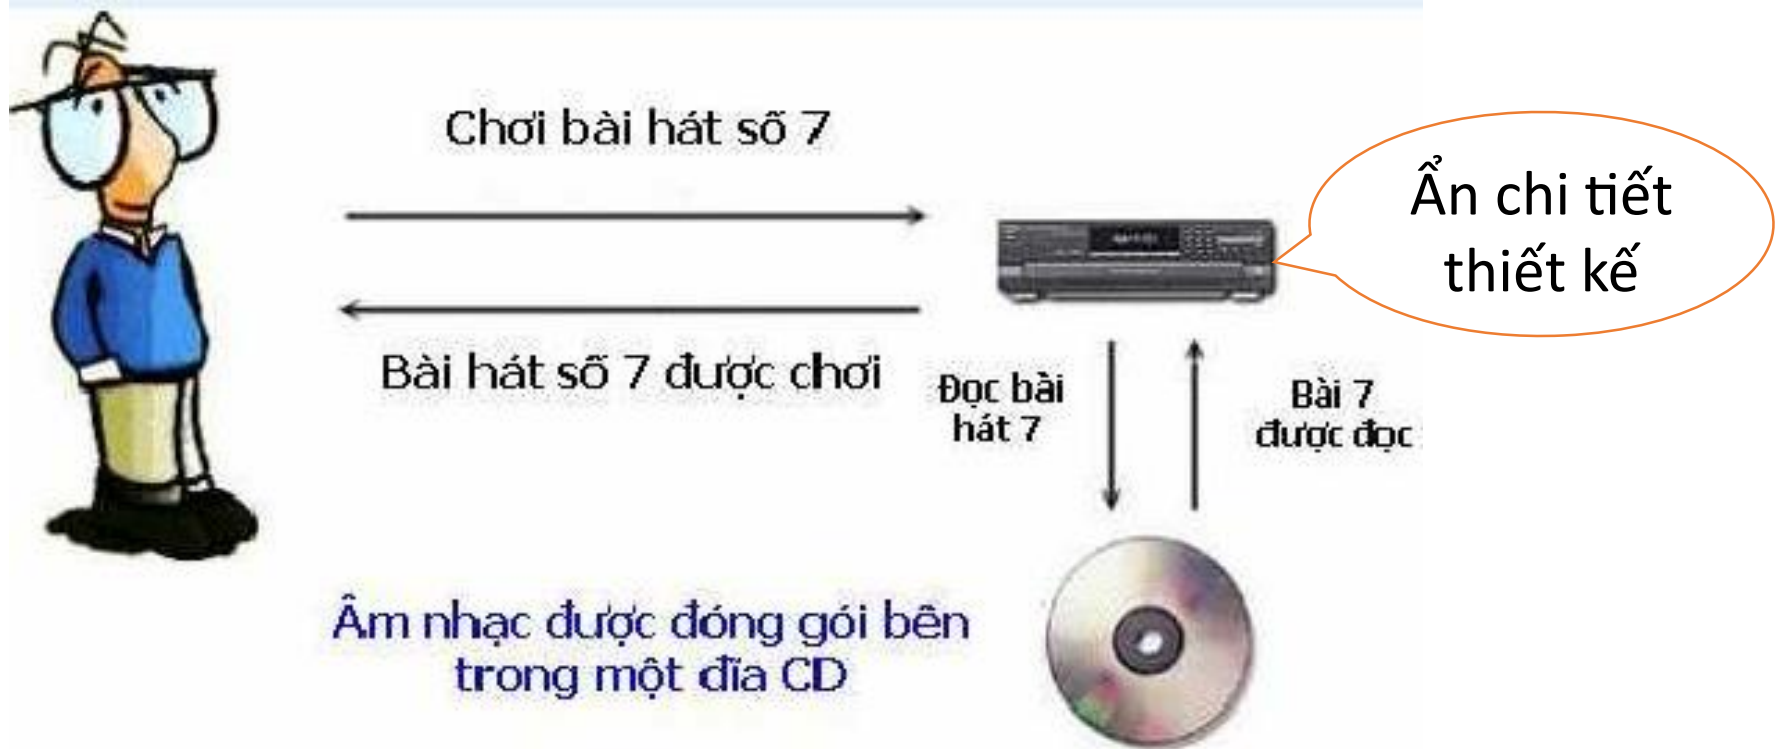 Chơi bài hát số 7
Ẩn chi tiết
thiết kế
Bài hát số 7 được chơi
Đọc bài
hát 7
Bài 7
được đọc
Âm nhạc được đóng gói bên
trong một đĩa CD